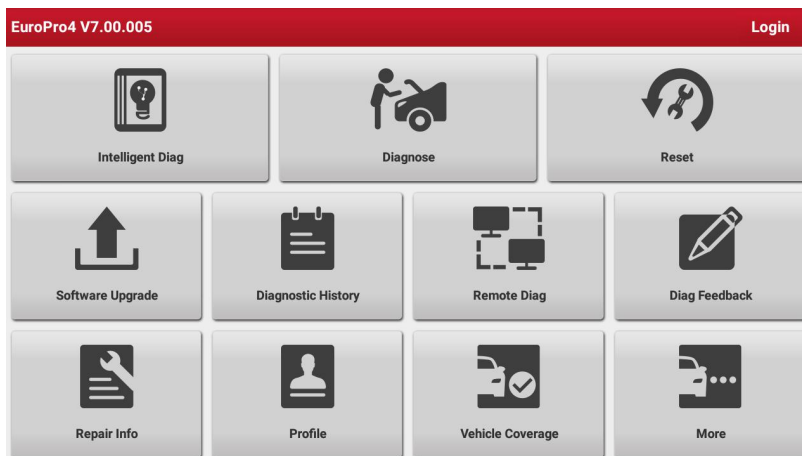 EuroPro4 V7.00.005
Login
Intelligent Diag
Diagnose
Reset
Software Upgrade
Diagnostic History
Remote Diag
Diag Feedback
Repair Info
Profile
Vehicle Coverage
More